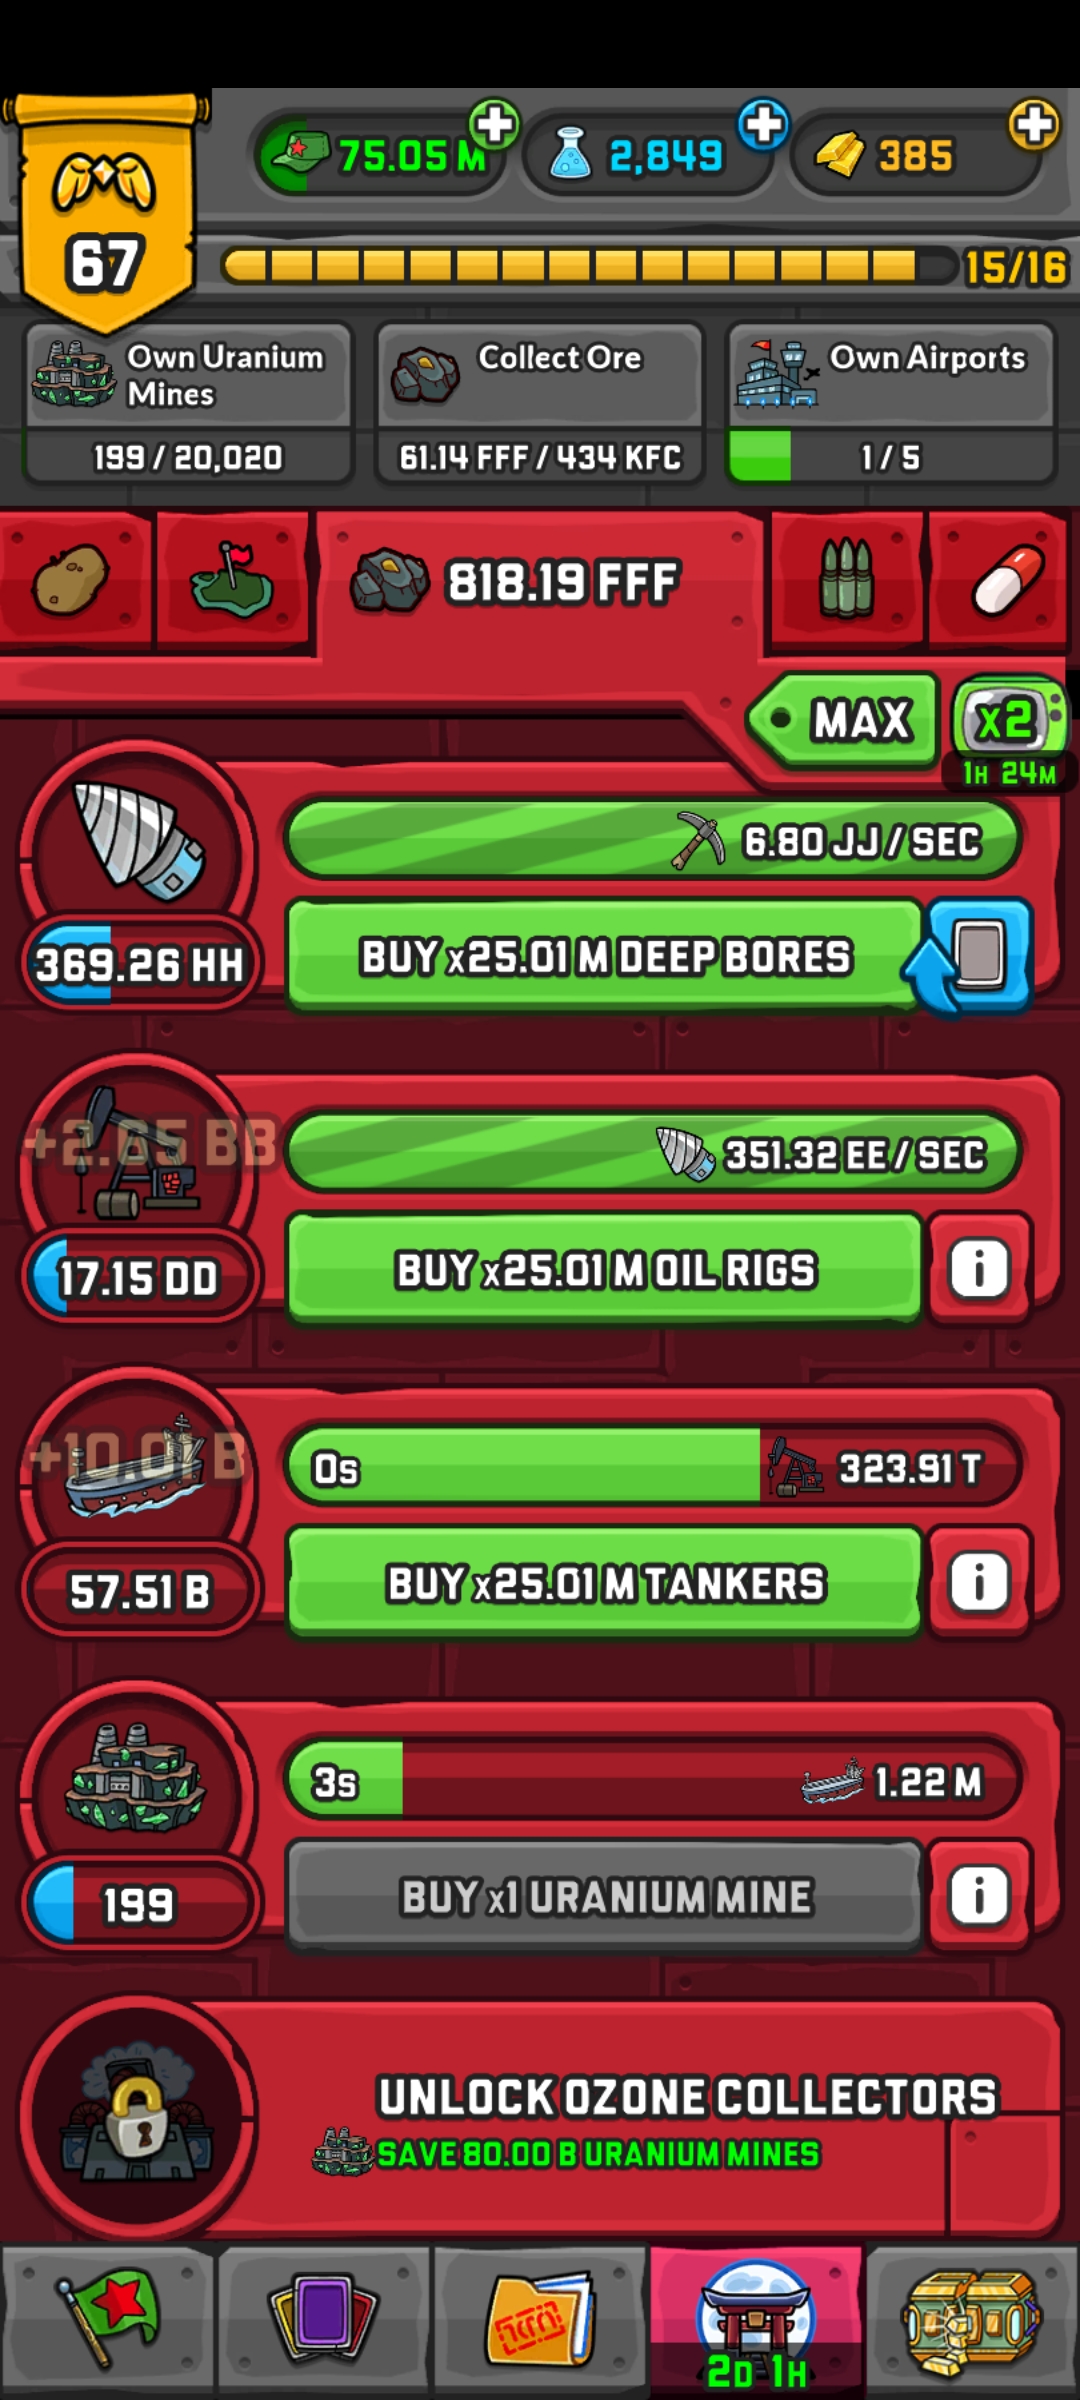 75.05 M
2,849
385
67
15/16
Own Uranium
Mines
199 / 20,020
Collect Ore
61.14 FFF / 434 KFC
Own Airports
1 / 5
818.19 FFF
MAX
x2
1H 24M
6.80 JJ / SEC
369.26 HH
BUY x25.01 M DEEP BORES
+2.65 BB
351.32 EE / SEC
17.15 DD
BUY x25.01 M OIL RIGS
i
0s
323.91 T
57.51 B
BUY x25.01 M TANKERS
i
3s
1.22 M
199
BUY x1 URANIUM MINE
i
UNLOCK OZONE COLLECTORS
SAVE 80.00 B URANIUM MINES
2D 1H